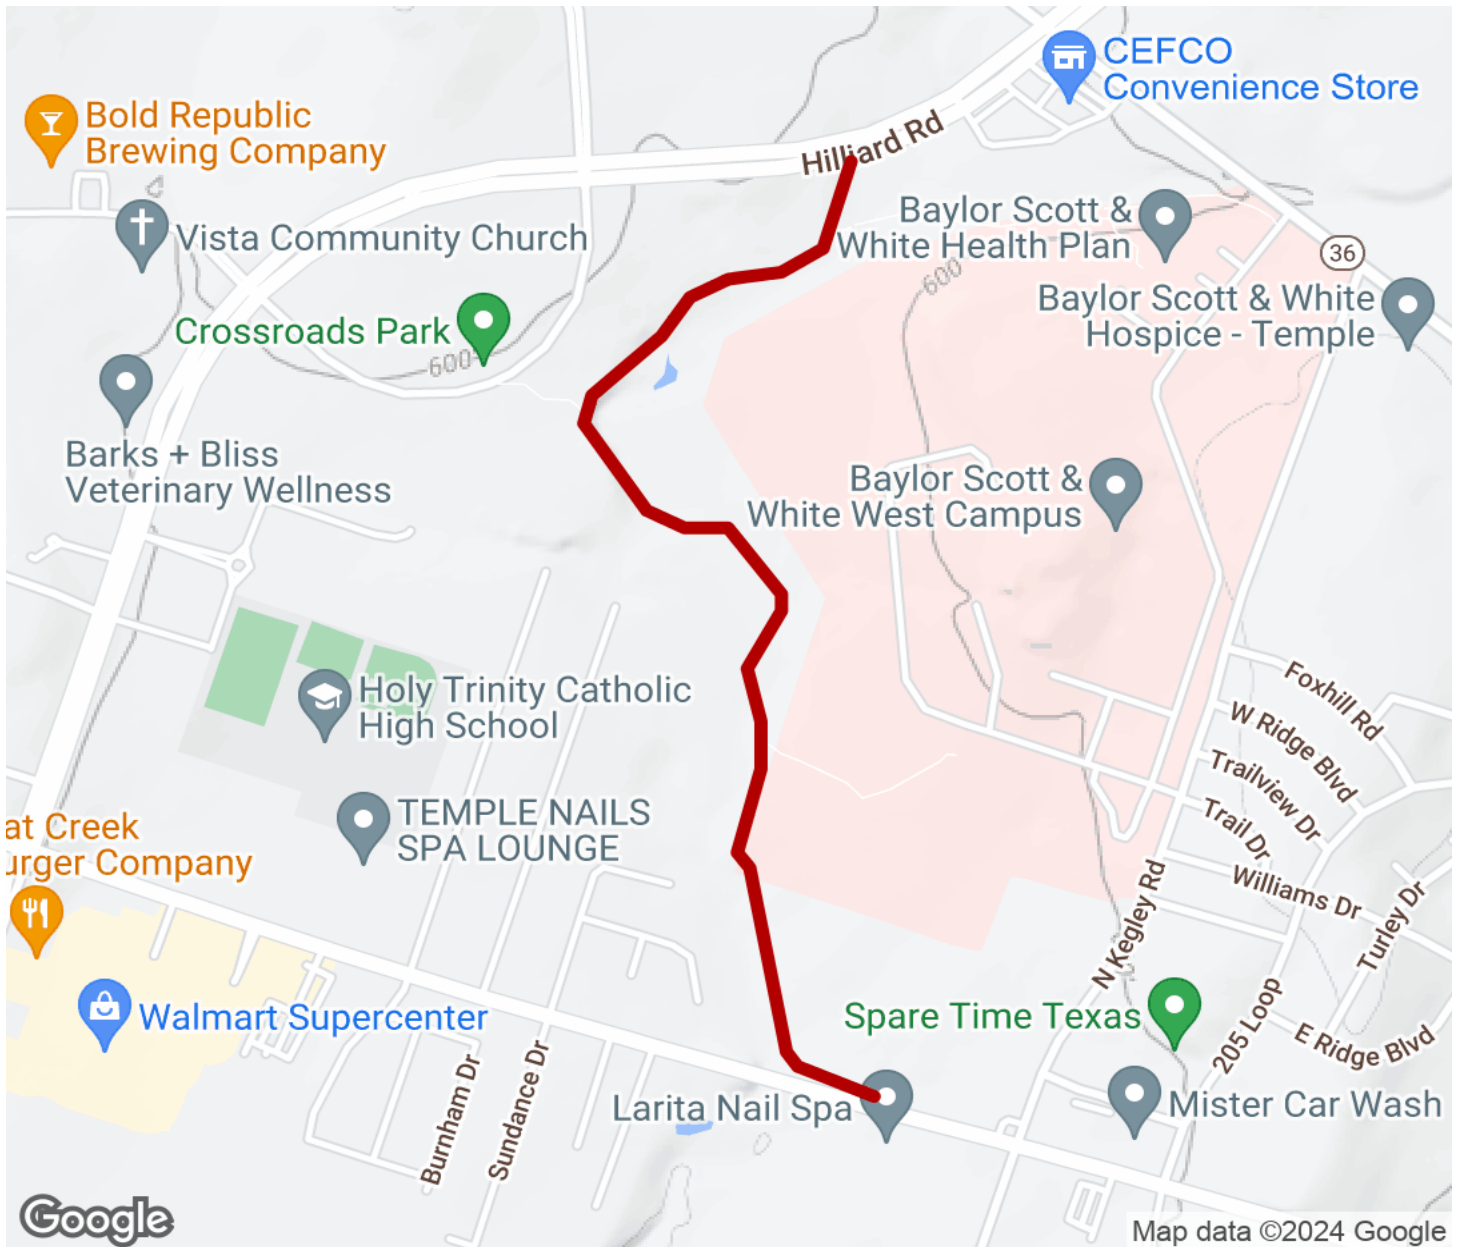 CEFCO
Convenience Store
Bold Republic
Brewing Company
Hilliard Rd
Baylor Scott &
White Health Plan
Vista Community Church
36
600
Baylor Scott & White
Hospice - Temple
Crossroads Park
600
Barks + Bliss
Veterinary Wellness
Baylor Scott &
White West Campus
Holy Trinity Catholic
High School
Foxhill Rd
W Ridge Blvd
Trailview Dr
Trail Dr
TEMPLE NAILS
SPA LOUNGE
at Creek
urger Company
Williams Dr
Turley Dr
N Kegley Rd
Walmart Supercenter
Spare Time Texas
205 Loop
E Ridge Blvd
Burnham Dr
Sundance Dr
Larita Nail Spa
Mister Car Wash
Google
Map data ©2024 Google